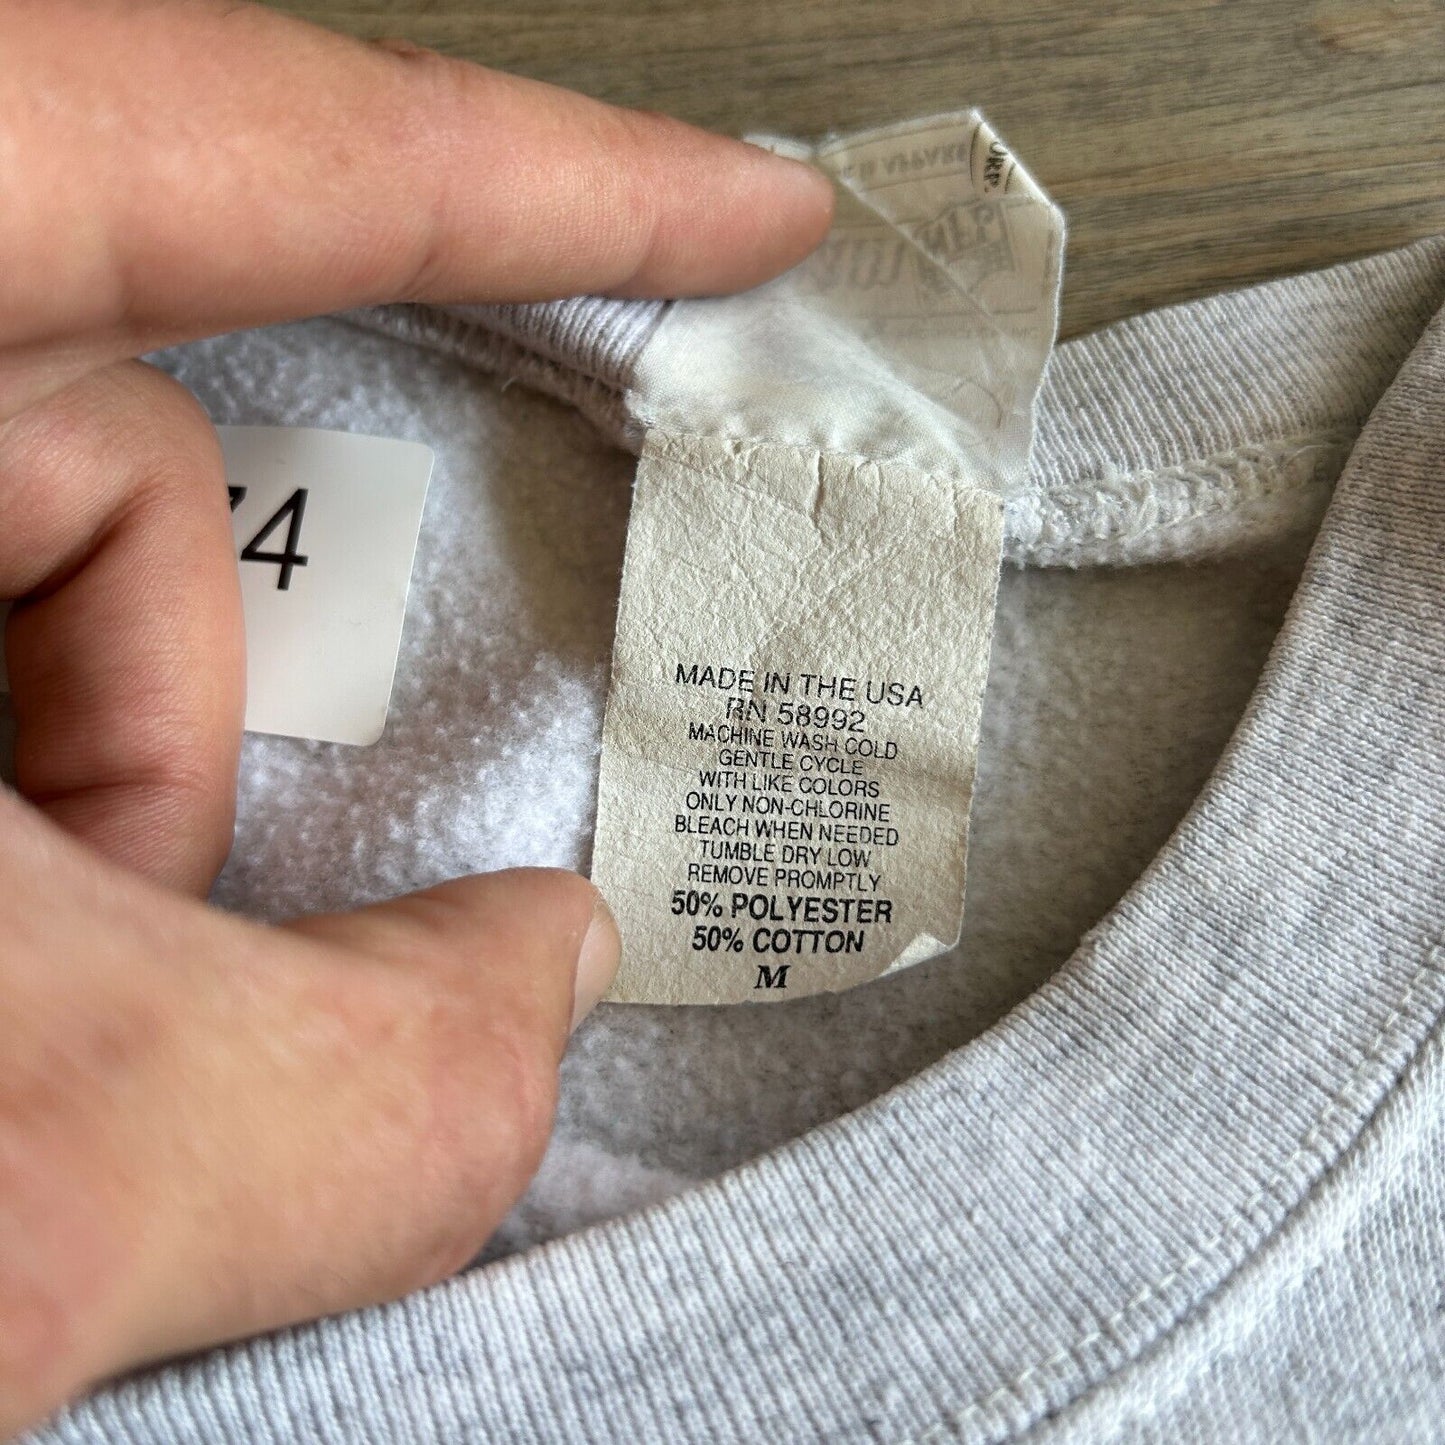 74
MADE IN THE USA
RN 58992
MACHINE WASH COLD
GENTLE CYCLE
WITH LIKE COLORS
ONLY NON-CHLORINE
BLEACH WHEN NEEDED
TUMBLE DRY LOW
REMOVE PROMPTLY
50% POLYESTER
50% COTTON
M